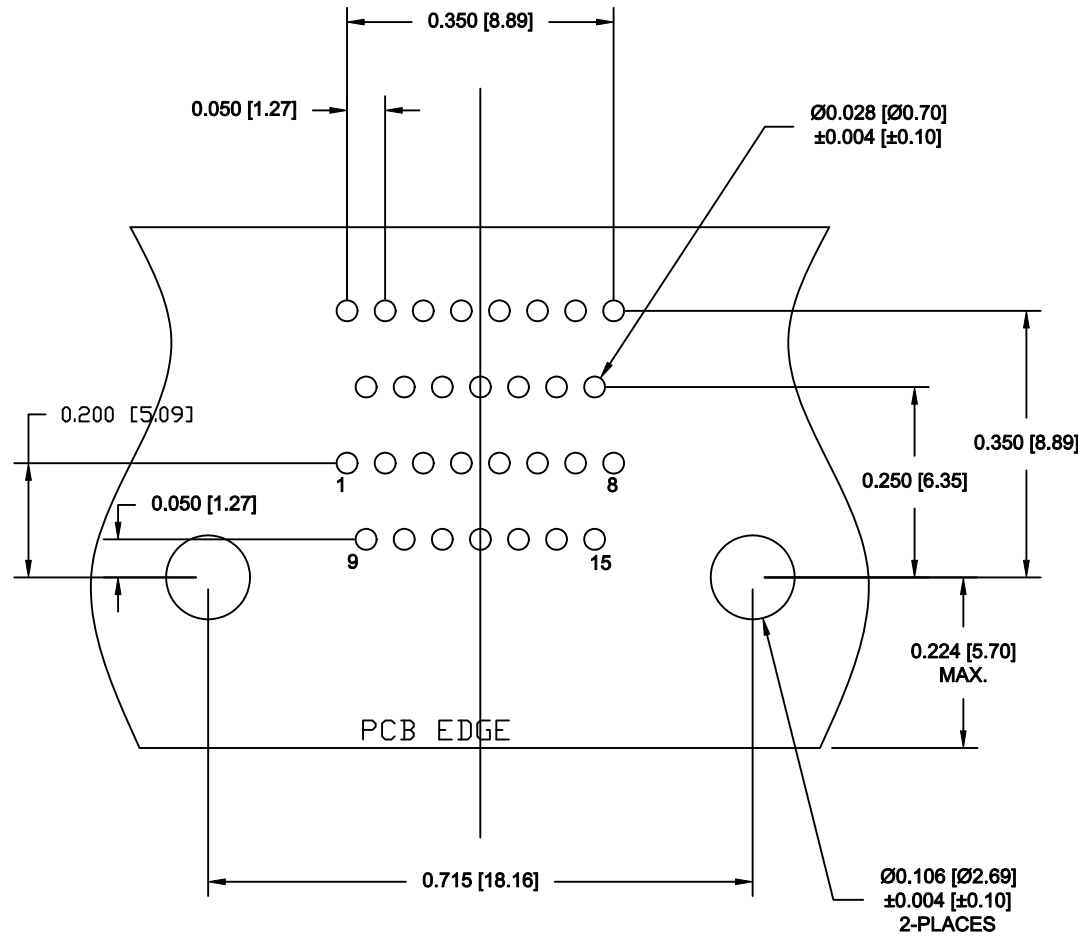 0.350 [8.89]
0.050 [1.27]
Ø0.028 [Ø0.70]
±0.004 [±0.10]
0.200 [5.09]
0.350 [8.89]
0.250 [6.35]
1
8
0.050 [1.27]
9
15
0.224 [5.70]
MAX.
PCB EDGE
0.715 [18.16]
Ø0.106 [Ø2.69]
±0.004 [±0.10]
2-PLACES